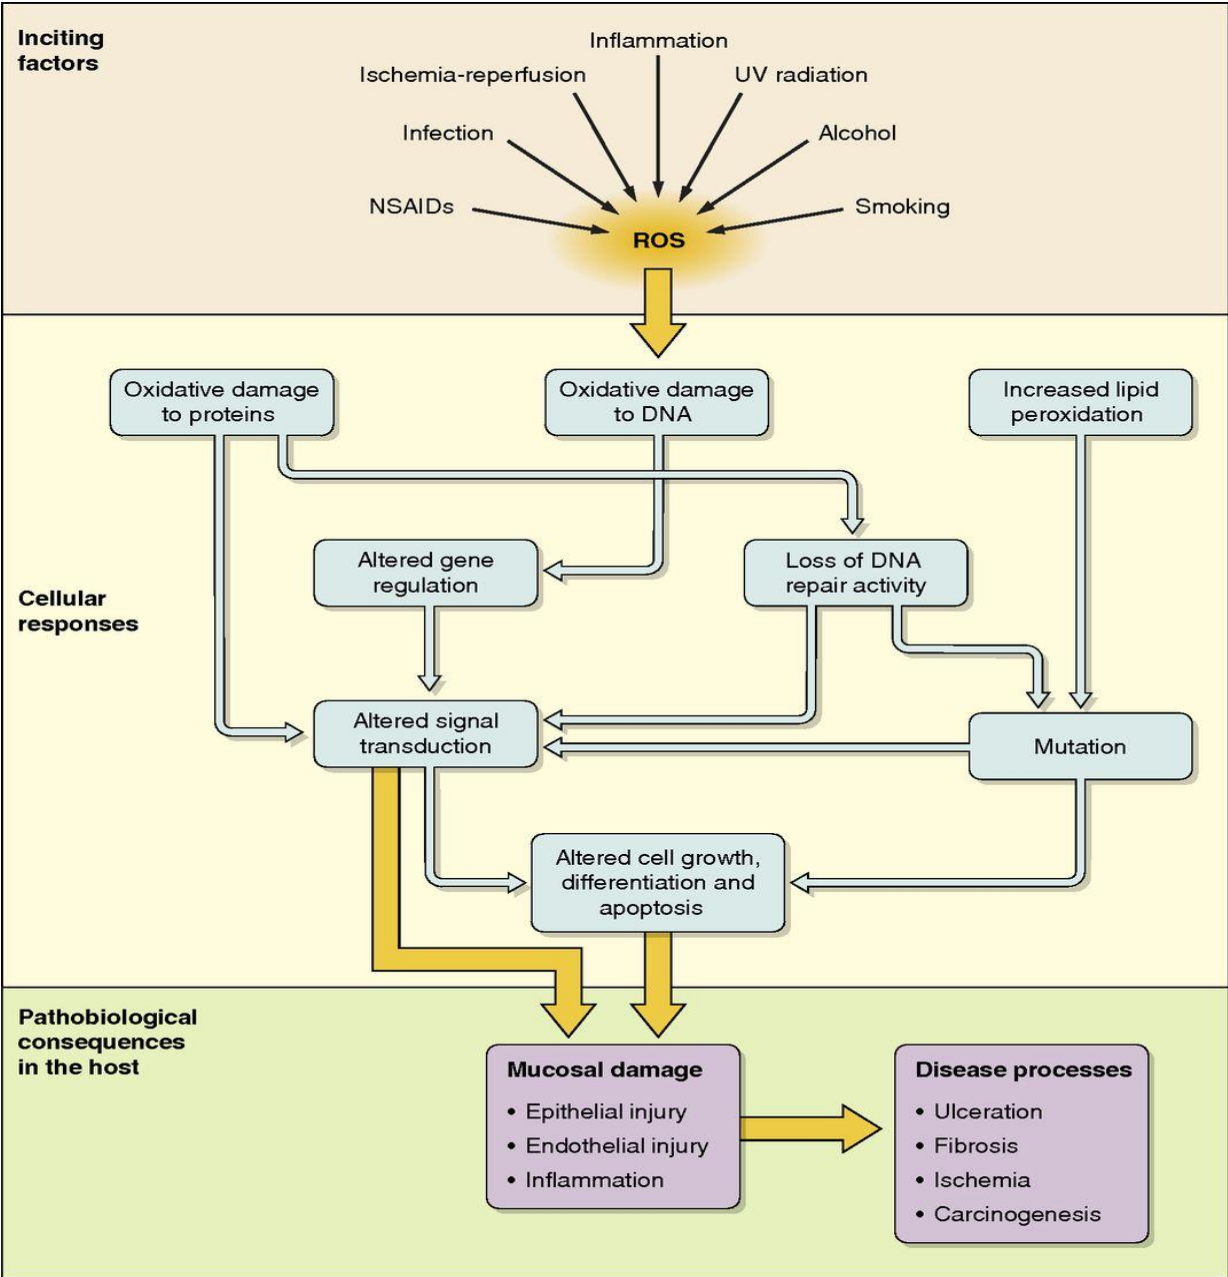 Inciting
factors
Inflammation
Ischemia-reperfusion
UV radiation
Infection
Alcohol
NSAIDs
Smoking
ROS
Oxidative damage
to proteins
Oxidative damage
to DNA
Increased lipid
peroxidation
Altered gene
regulation
Loss of DNA
repair activity
Cellular
responses
Altered signal
transduction
Mutation
Altered cell growth,
differentiation and
apoptosis
Pathobiological
consequences
in the host
Mucosal damage
• Epithelial injury
• Endothelial injury
• Inflammation
Disease processes
• Ulceration
• Fibrosis
• Ischemia
• Carcinogenesis